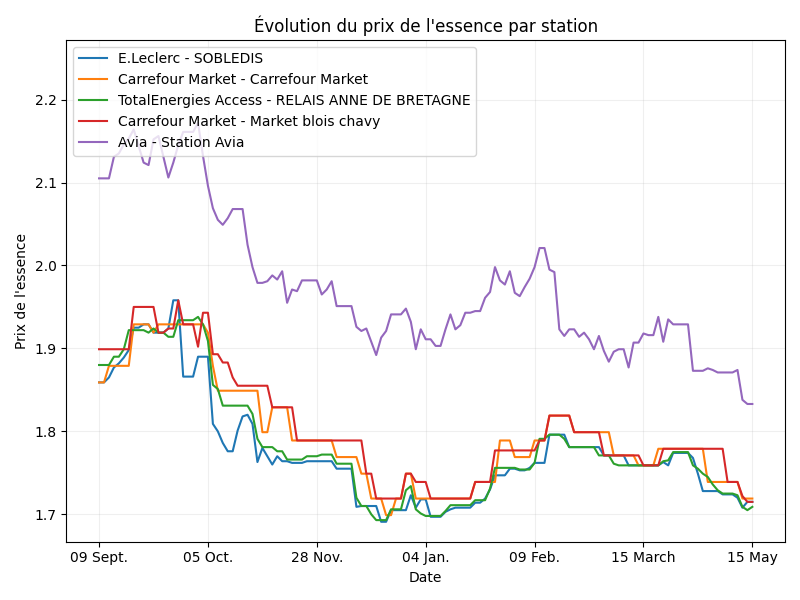 Évolution du prix de l'essence par station
E.Leclerc - SOBLEDIS
Carrefour Market - Carrefour Market
TotalEnergies Access - RELAIS ANNE DE BRETAGNE
Carrefour Market - Market blois chavy
Avia - Station Avia
Prix de l'essence
2.2
2.1
2.0
1.9
1.8
1.7
09 Sept.
05 Oct.
28 Nov.
04 Jan.
09 Feb.
15 March
15 May
Date